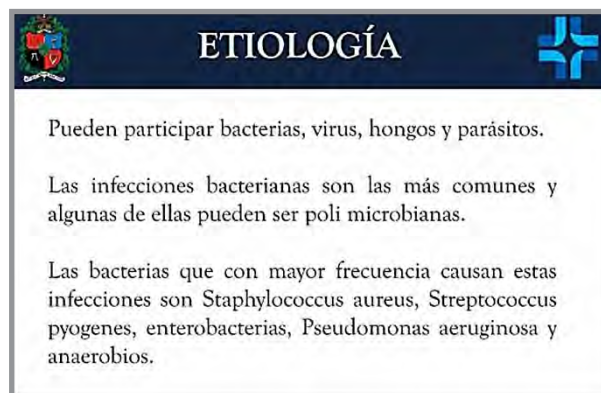 ETIOLOGÍA
Pueden participar bacterias, virus, hongos y parásitos.
Las infecciones bacterianas son las más comunes y
algunas de ellas pueden ser poli microbianas.
Las bacterias que con mayor frecuencia causan estas
infecciones son Staphylococcus aureus, Streptococcus
pyogenes, enterobacterias, Pseudomonas aeruginosa y
anaerobios.